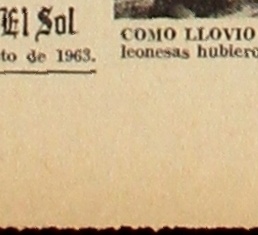 El Sol
to de 1963.
COMO LLOVIO
leonesas hubiero